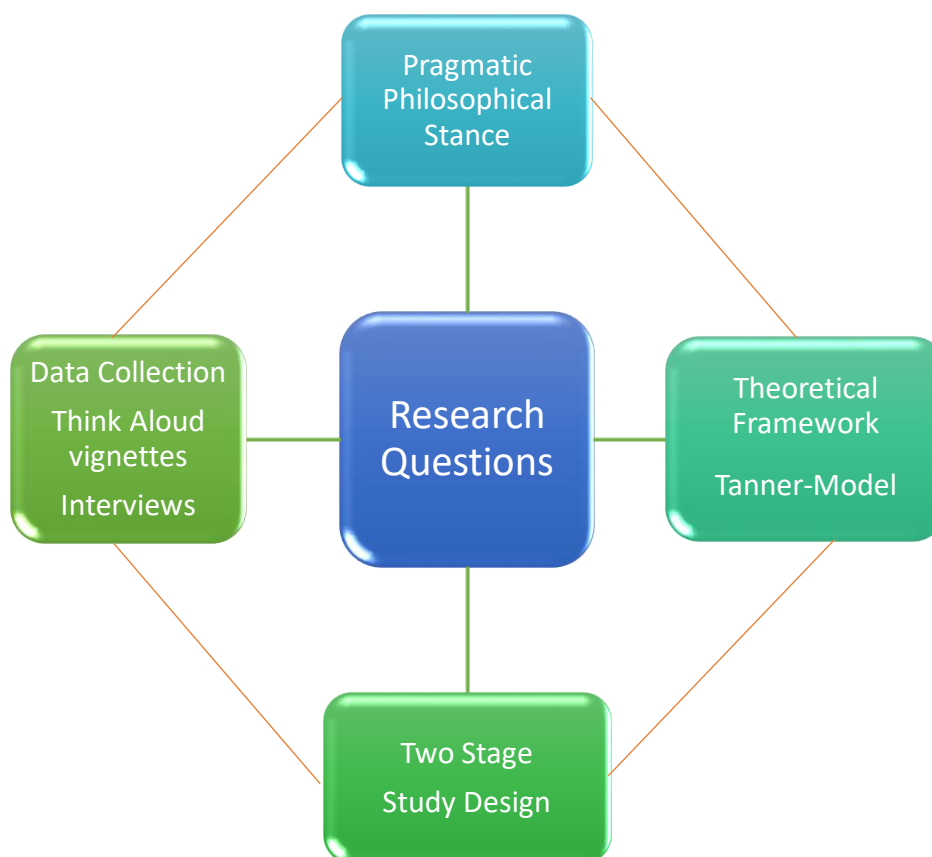 Pragmatic
Philosophical
Stance
Data Collection
Think Aloud
vignettes
Interviews
Research
Questions
Theoretical
Framework
Tanner-Model
Two Stage
Study Design